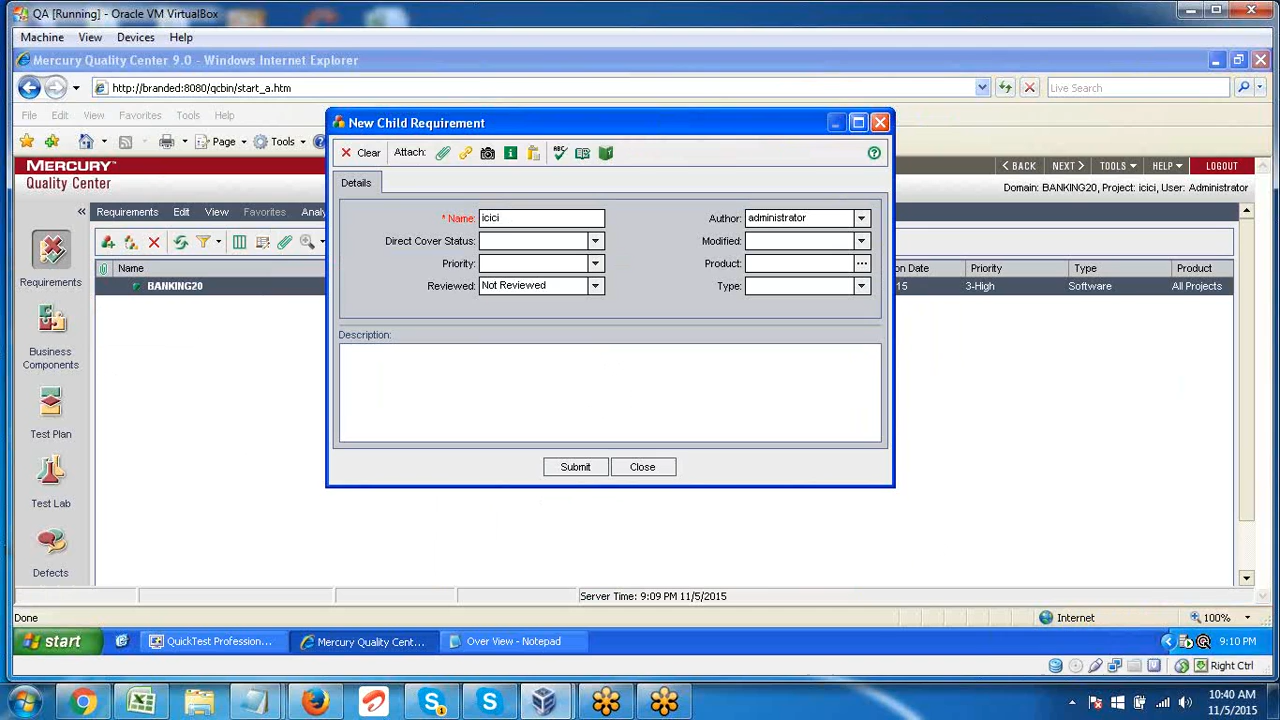 QA [Running] - Oracle VM VirtualBox
Machine View Devices Help
Mercury Quality Center 9.0 - Windows Internet Explorer
http://branded:8080/qcbin/start_a.htm
Live Search
File Edit View Favorites Tools Help
Page Tools
MERCURY™
Quality Center
BACK NEXT TOOLS HELP LOGOUT
Domain: BANKING20, Project: icici, User: Administrator
Requirements Edit View Favorites Analy
Name on Date Priority Type Product
BANKING20 15 3-High Software All Projects
Requirements
Business
Components
Test Plan
Test Lab
Defects
New Child Requirement
Clear Attach:
Details
* Name: icici Author: administrator
Direct Cover Status: Modified:
Priority: Product: ...
Reviewed: Not Reviewed Type:
Description:
Submit Close
Server Time: 9:09 PM 11/5/2015
Done Internet 100%
start QuickTest Profession... Mercury Quality Cent... Over View - Notepad 9:10 PM
Right Ctrl
10:40 AM
11/5/2015